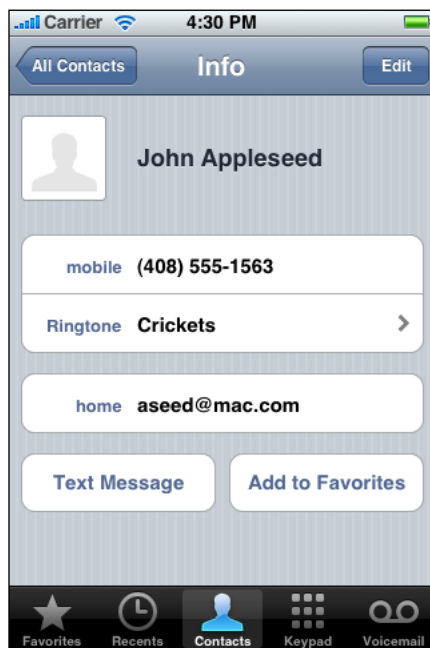 Carrier 4:30 PM
All Contacts Info Edit
John Appleseed
mobile (408) 555-1563
Ringtone Crickets
home aseed@mac.com
Text Message Add to Favorites
Favorites Recents Contacts Keypad Voicemail